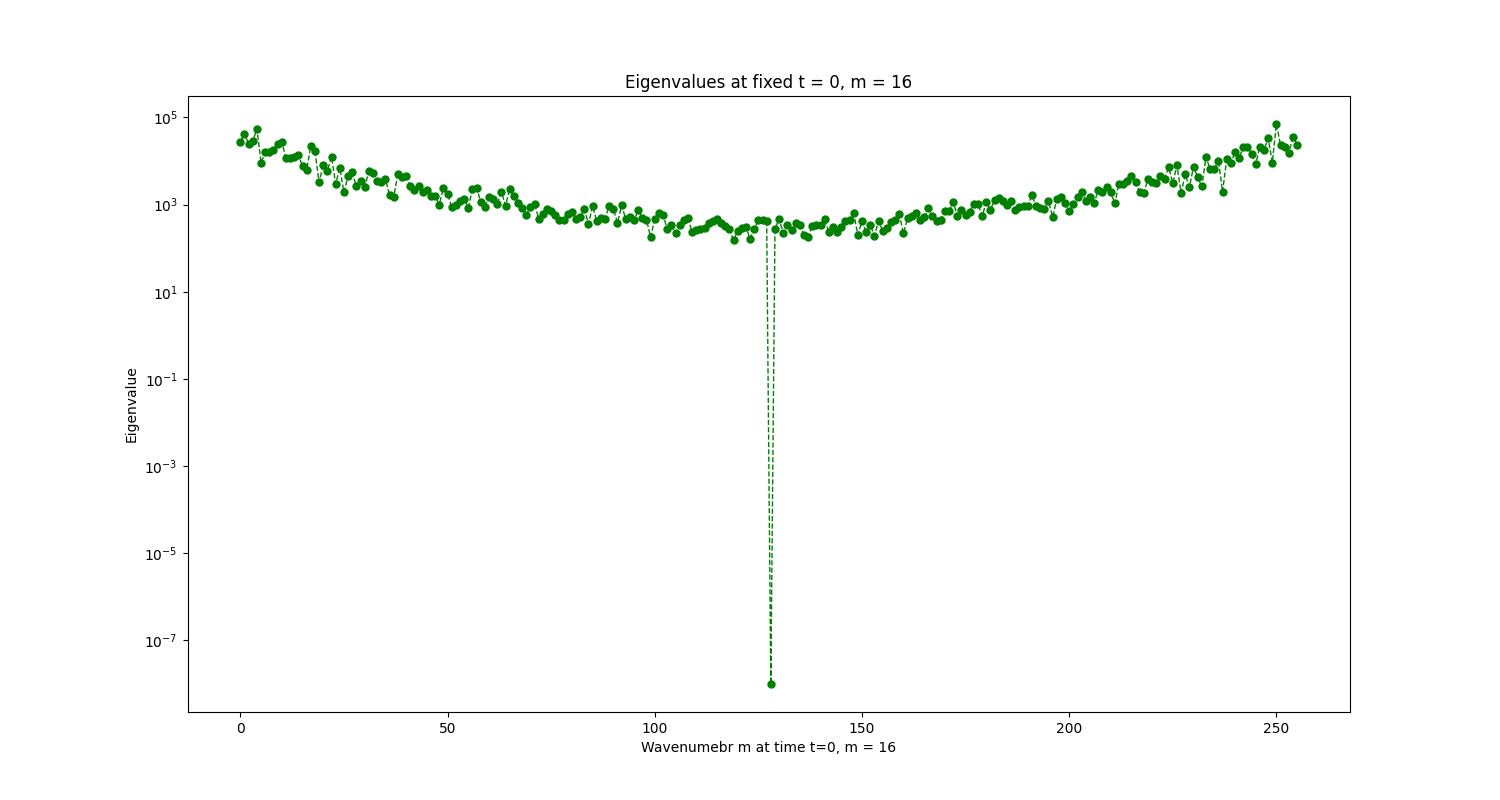 Eigenvalues at fixed t = 0, m = 16
10^5
10^3
10^1
10^-1
10^-3
10^-5
10^-7
Eigenvalue
0 50 100 150 200 250
Wavenumebr m at time t=0, m = 16